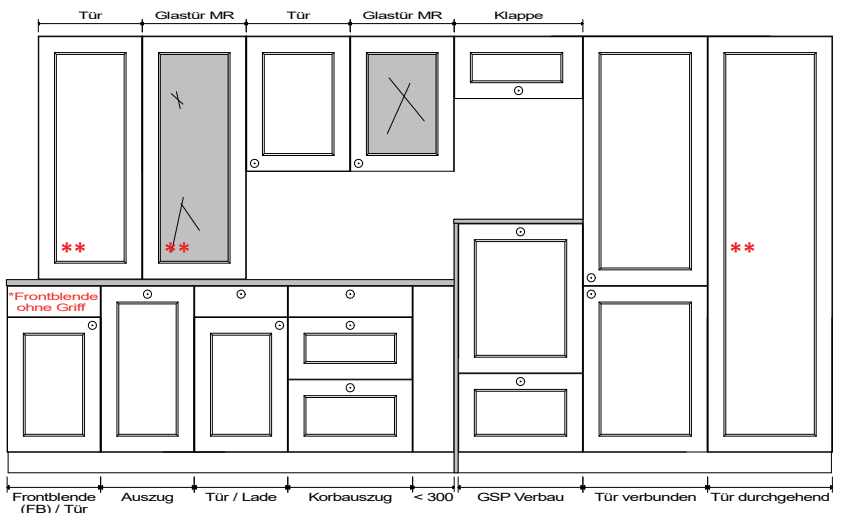 Tür
Glastür MR
Tür
Glastür MR
Klappe
**
**
**
*Frontblende
ohne Griff
Frontblende
(FB) / Tür
Auszug
Tür / Lade
Korbauszug
< 300
GSP Verbau
Tür verbunden
Tür durchgehend